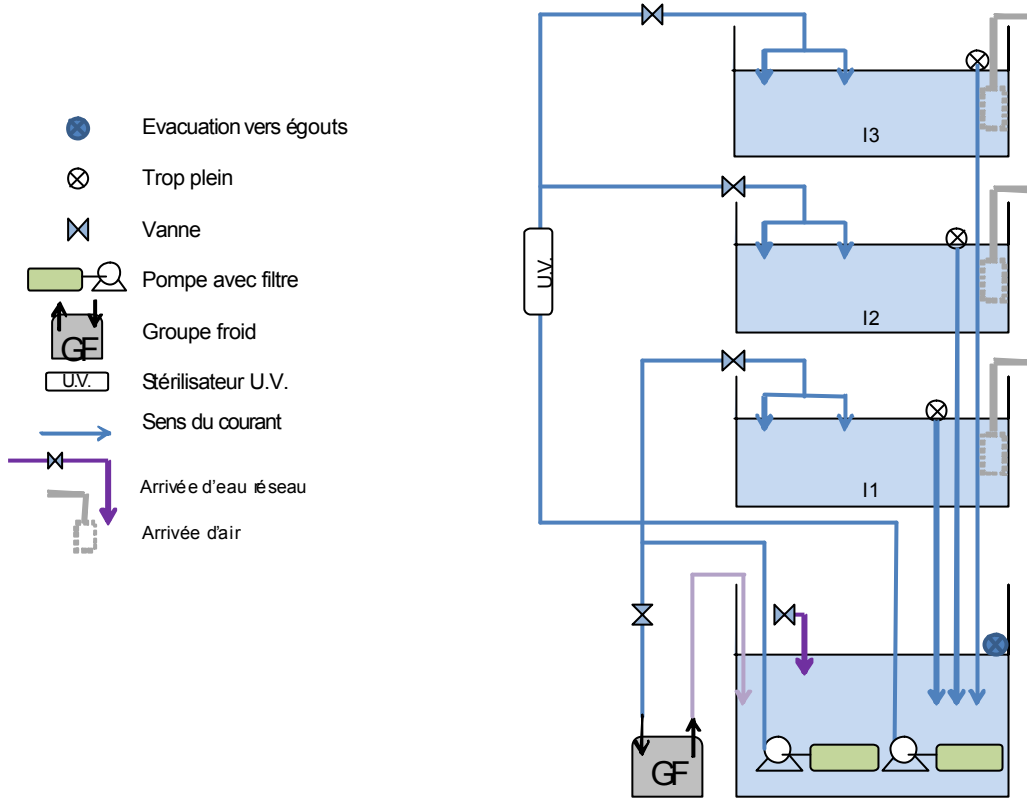 Evacuation vers égouts
Trop plein
Vanne
Pompe avec filtre
GF
Groupe froid
U.V.
Stérilisateur U.V.
Sens du courant
Arrivée d'eau réseau
Arrivée d'air
I3
U.V.
I2
I1
GF